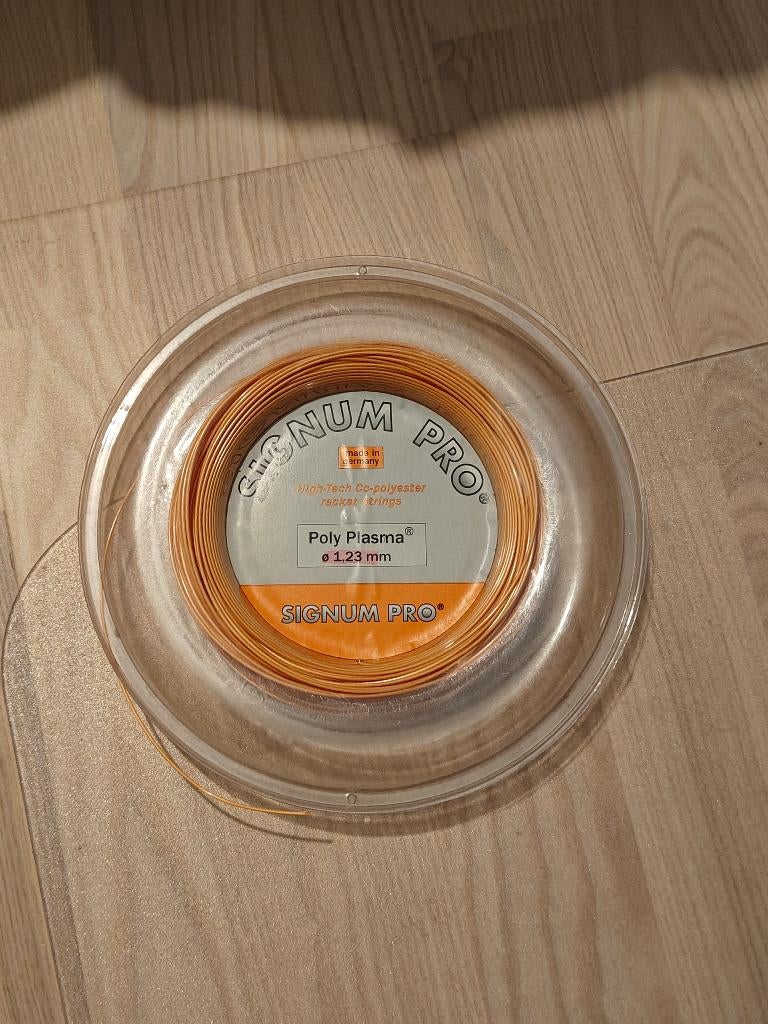 SIGNUM PRO®
made in
germany
High-Tech Co-polyester
racket strings
Poly Plasma®
ø 1,23 mm
SIGNUM PRO®